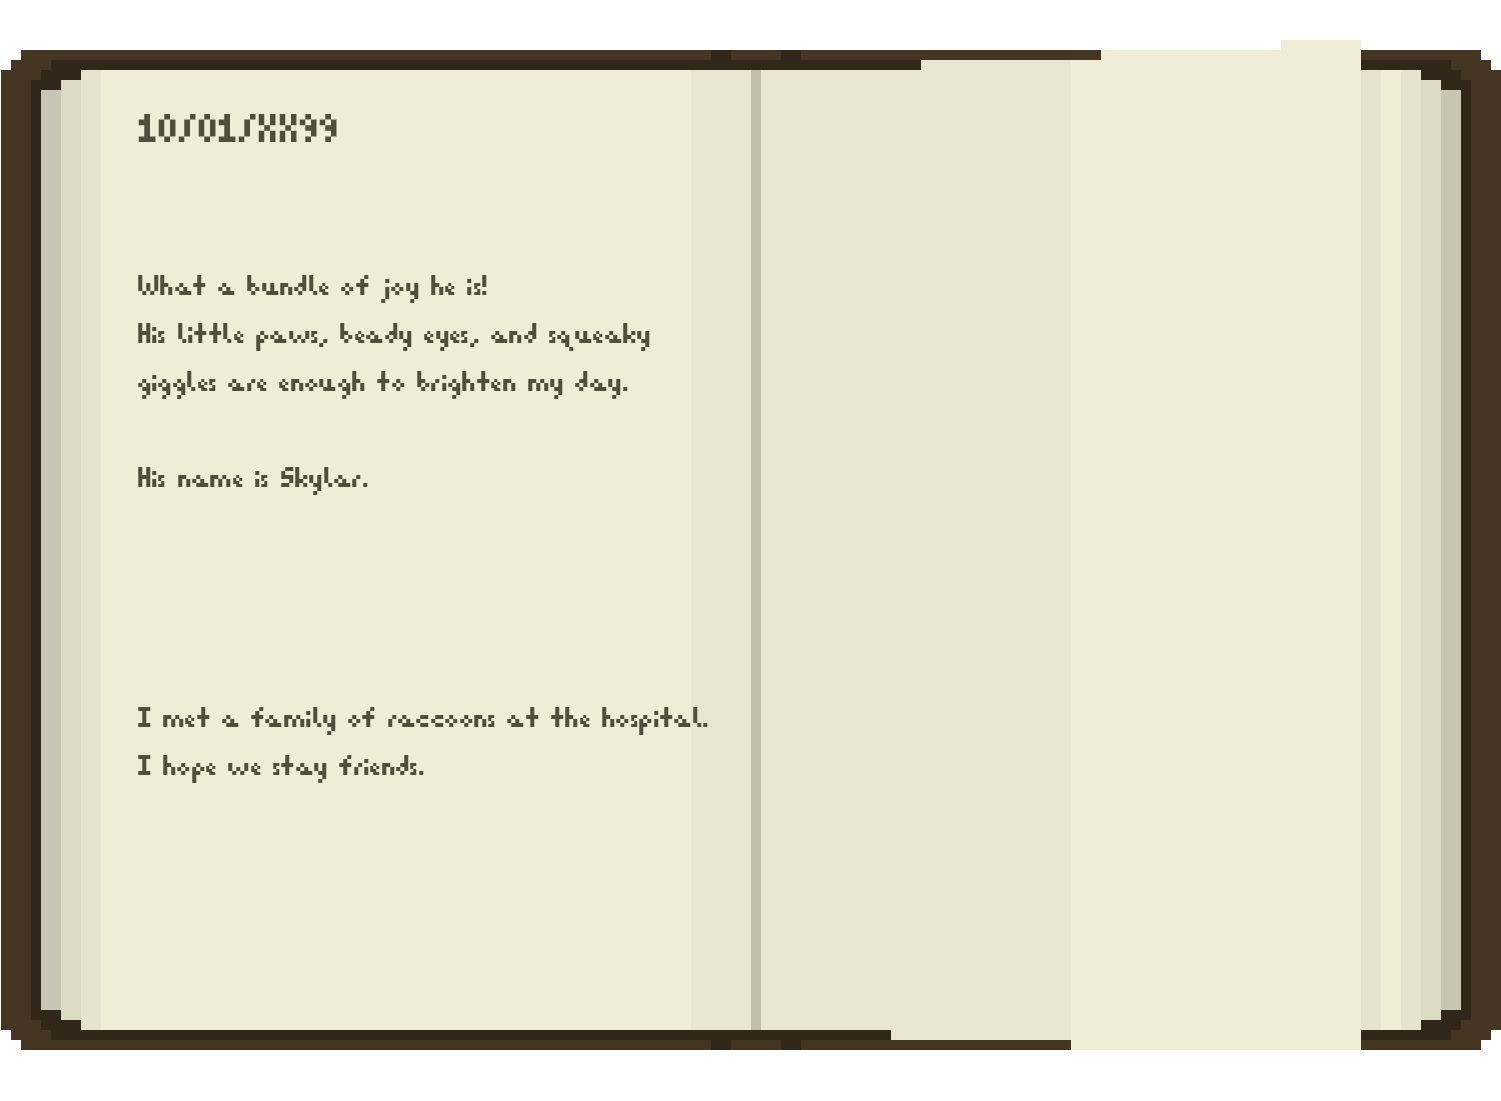 10/01/XX99
What a bundle of joy he is!
His little paws, beady eyes, and squeaky
giggles are enough to brighten my day.
His name is Skylar.
I met a family of raccoons at the hospital.
I hope we stay friends.